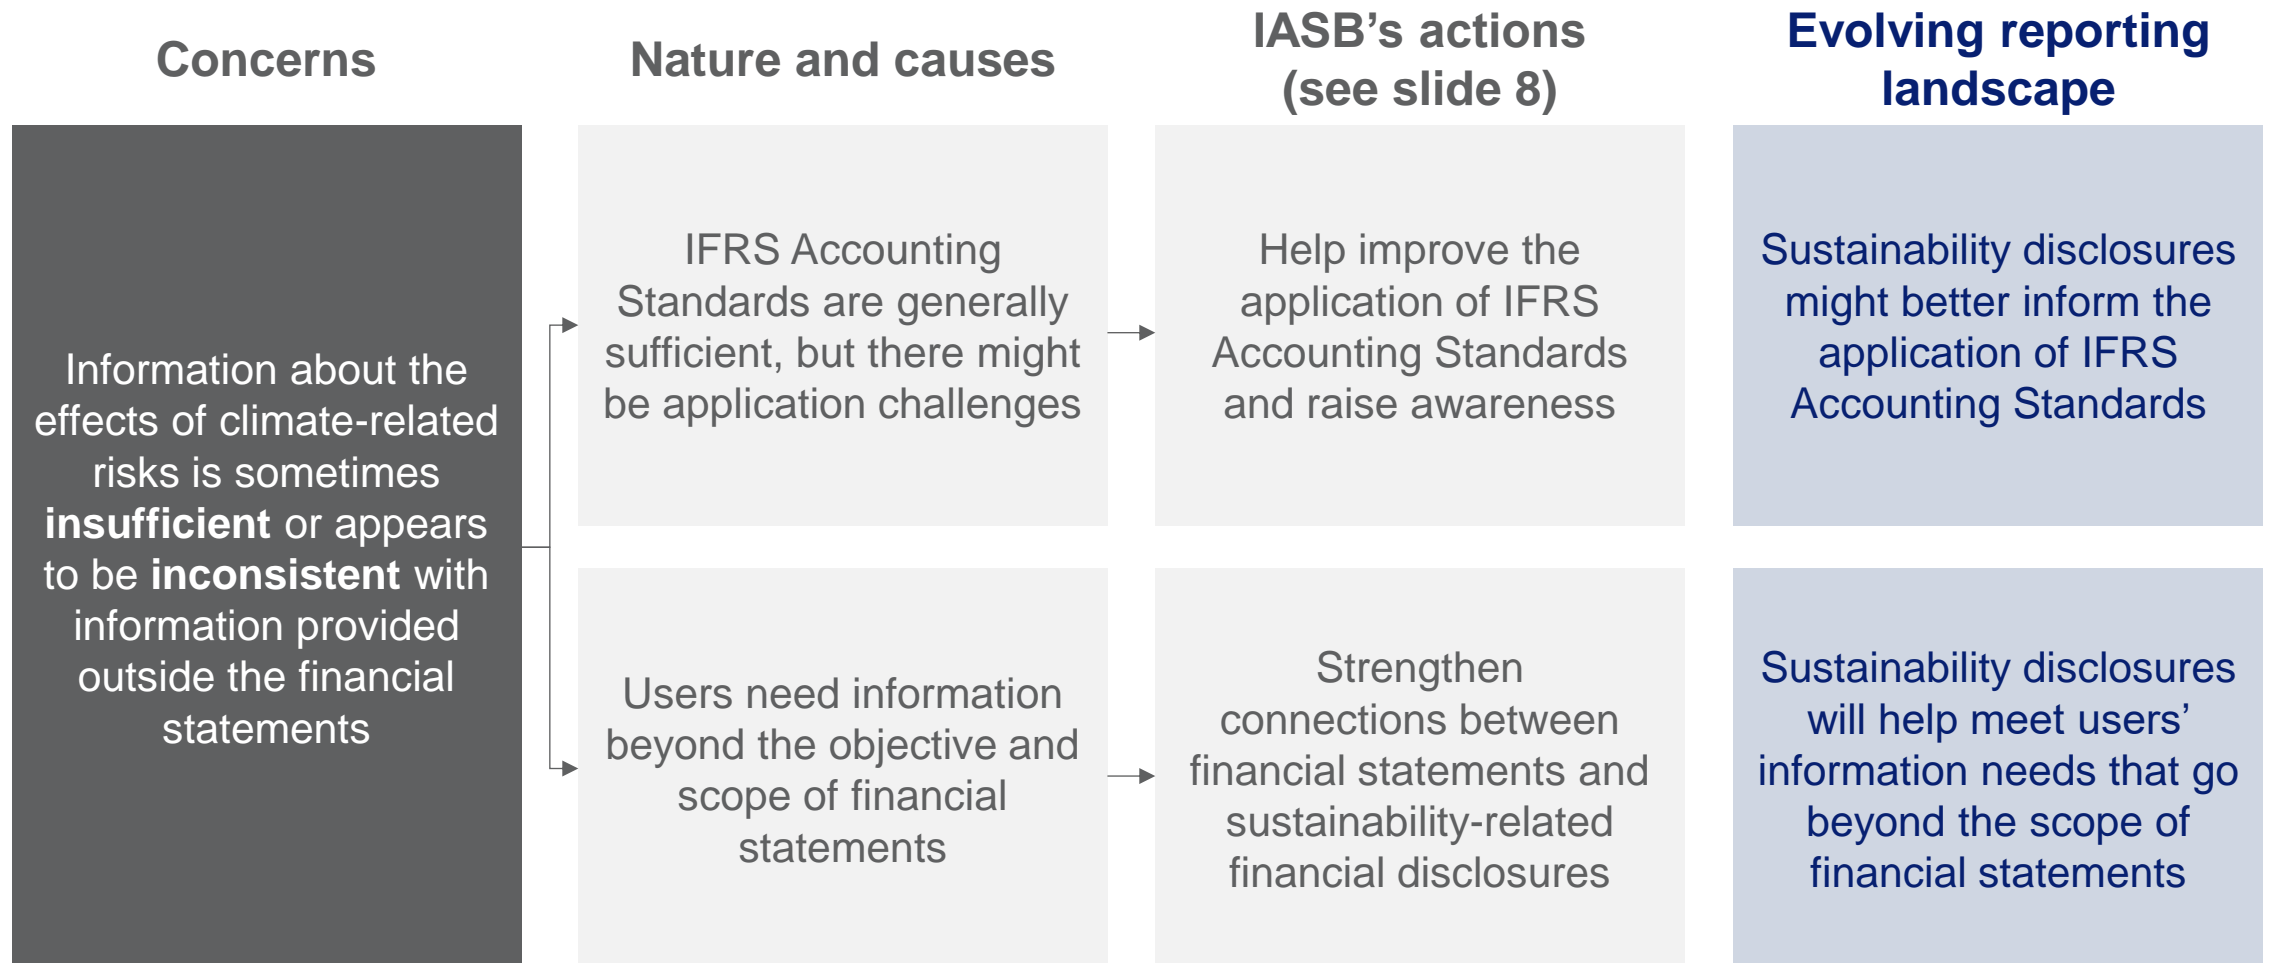 Concerns
Nature and causes
IASB’s actions
(see slide 8)
Evolving reporting
landscape
Information about the
effects of climate-related
risks is sometimes
insufficient or appears
to be inconsistent with
information provided
outside the financial
statements
IFRS Accounting
Standards are generally
sufficient, but there might
be application challenges
Help improve the
application of IFRS
Accounting Standards
and raise awareness
Sustainability disclosures
might better inform the
application of IFRS
Accounting Standards
Users need information
beyond the objective and
scope of financial
statements
Strengthen
connections between
financial statements and
sustainability-related
financial disclosures
Sustainability disclosures
will help meet users’
information needs that go
beyond the scope of
financial statements